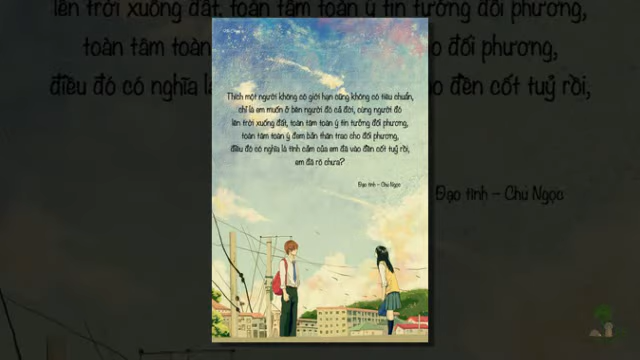 lên trời xuống đất, toàn tâm toàn ý tin tưởng đối phương,
toàn tâm toàn
o đối phương,
điều đó có nghĩa là
o đến cốt tuỷ rồi,
Thích một người không có giới hạn cũng không có tiêu chuẩn,
chỉ là em muốn ở bên người đó cả đời, cùng người đó
lên trời xuống đất, toàn tâm toàn ý tin tưởng đối phương,
toàn tâm toàn ý đem bản thân trao cho đối phương,
điều đó có nghĩa là tình cảm của em đã vào đến cốt tuỷ rồi,
em đã rõ chưa?
Đạo tình - Chu Ngọc
Đạo tình - Chu Ngọc